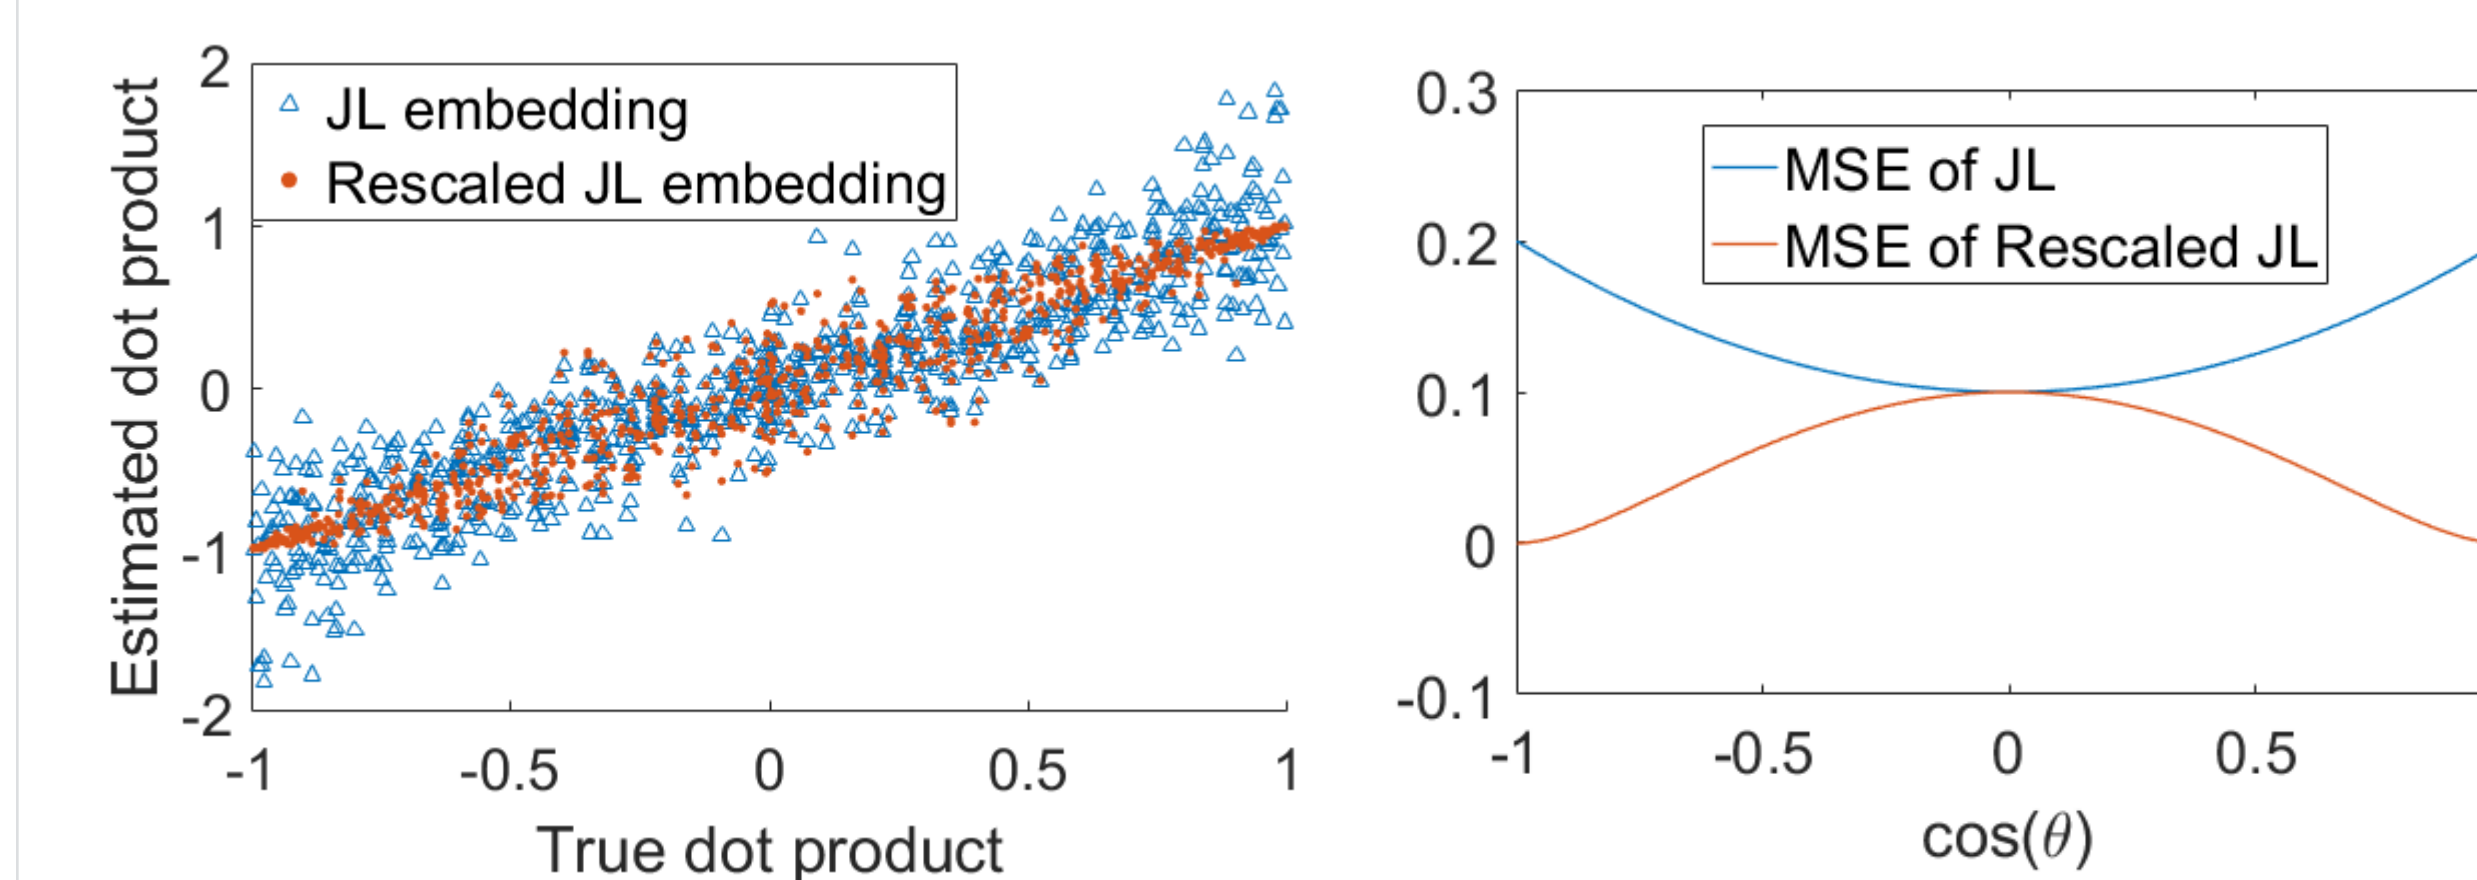 2
1
0
-1
-2
Estimated dot product
JL embedding
Rescaled JL embedding
-1 -0.5 0 0.5 1
True dot product
0.3
0.2
0.1
0
-0.1
MSE of JL
MSE of Rescaled JL
-1 -0.5 0 0.5
cos(θ)